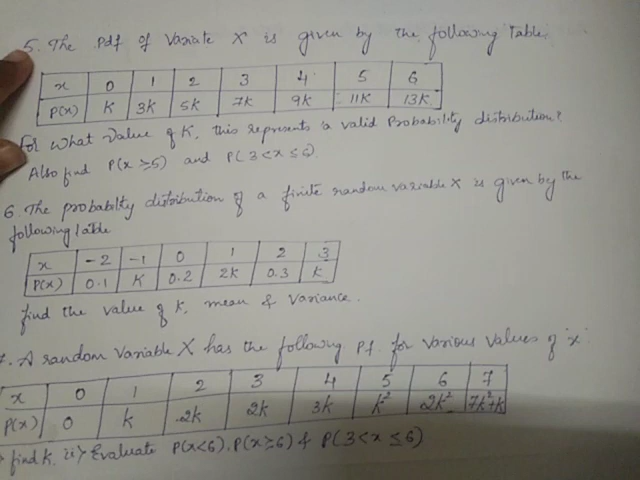 5. The Pdf of Variate X is given by the following Table.
x 0 1 2 3 4 5 6
P(x) K 3K 5K 7K 9K 11K 13K
For what Value of K, this represents a valid Probability distribution?
Also find P(x ≥5) and P(3<x≤6)
6. The probability distribution of a finite random variable X is given by the
following Table
x -2 -1 0 1 2 3
P(x) 0.1 K 0.2 2K 0.3 K
find the value of K, mean & Variance.
7. A random Variable X has the following P.f. for various values of 'x'
x 0 1 2 3 4 5 6 7
P(x) 0 k 2k 2k 3k k² 2k² 7k²+k
find K. ii) Evaluate P(x<6), P(x≥6) & P(3<x≤6)